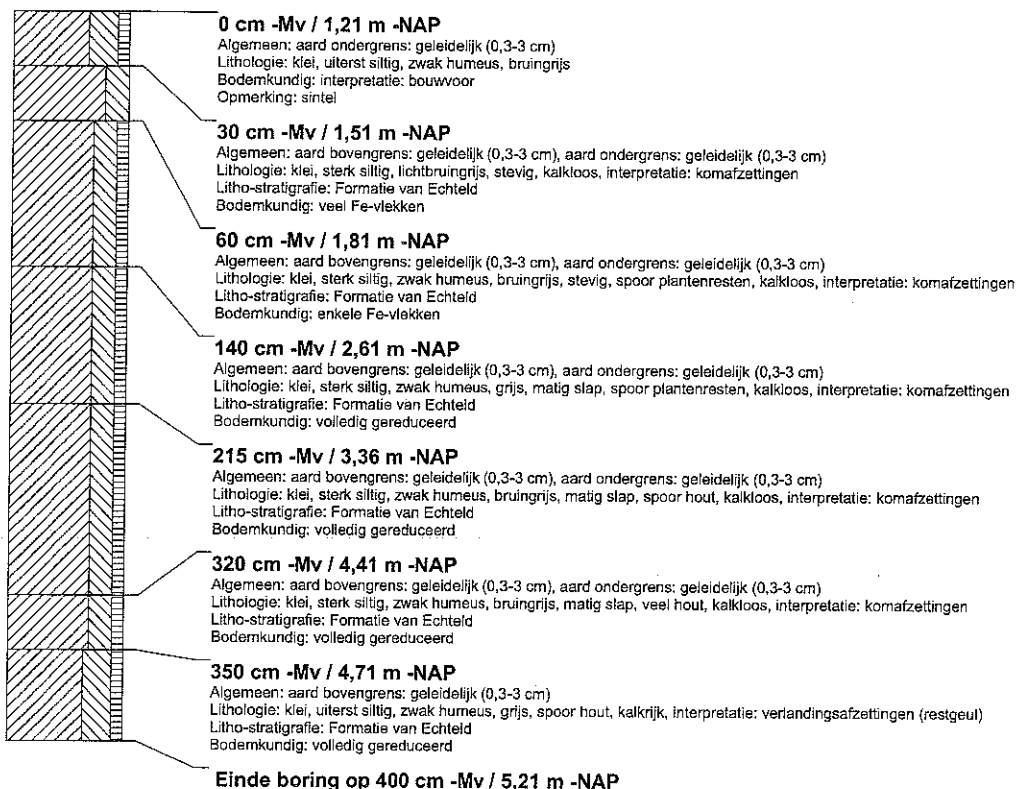 0 cm -Mv / 1,21 m -NAP
Algemeen: aard ondergrens: geleidelijk (0,3-3 cm)
Lithologie: klei, uiterst siltig, zwak humeus, bruingrijs
Bodemkundig: interpretatie: bouwvoor
Opmerking: sintel
30 cm -Mv / 1,51 m -NAP
Algemeen: aard bovengrens: geleidelijk (0,3-3 cm), aard ondergrens: geleidelijk (0,3-3 cm)
Lithologie: klei, sterk siltig, lichtbruingrijs, stevig, kalkloos, interpretatie: komafzettingen
Litho-stratigrafie: Formatie van Echteld
Bodemkundig: veel Fe-vlekken
60 cm -Mv / 1,81 m -NAP
Algemeen: aard bovengrens: geleidelijk (0,3-3 cm), aard ondergrens: geleidelijk (0,3-3 cm)
Lithologie: klei, sterk siltig, zwak humeus, bruingrijs, stevig, spoor plantenresten, kalkloos, interpretatie: komafzettingen
Litho-stratigrafie: Formatie van Echteld
Bodemkundig: enkele Fe-vlekken
140 cm -Mv / 2,61 m -NAP
Algemeen: aard bovengrens: geleidelijk (0,3-3 cm), aard ondergrens: geleidelijk (0,3-3 cm)
Lithologie: klei, sterk siltig, zwak humeus, grijs, matig slap, spoor plantenresten, kalkloos, interpretatie: komafzettingen
Litho-stratigrafie: Formatie van Echteld
Bodemkundig: volledig gereduceerd
215 cm -Mv / 3,36 m -NAP
Algemeen: aard bovengrens: geleidelijk (0,3-3 cm), aard ondergrens: geleidelijk (0,3-3 cm)
Lithologie: klei, sterk siltig, zwak humeus, bruingrijs, matig slap, spoor hout, kalkloos, interpretatie: komafzettingen
Litho-stratigrafie: Formatie van Echteld
Bodemkundig: volledig gereduceerd
320 cm -Mv / 4,41 m -NAP
Algemeen: aard bovengrens: geleidelijk (0,3-3 cm), aard ondergrens: geleidelijk (0,3-3 cm)
Lithologie: klei, sterk siltig, zwak humeus, bruingrijs, matig slap, veel hout, kalkloos, interpretatie: komafzettingen
Litho-stratigrafie: Formatie van Echteld
Bodemkundig: volledig gereduceerd
350 cm -Mv / 4,71 m -NAP
Algemeen: aard bovengrens: geleidelijk (0,3-3 cm)
Lithologie: klei, uiterst siltig, zwak humeus, grijs, spoor hout, kalkrijk, interpretatie: verlandingsafzettingen (restgeul)
Litho-stratigrafie: Formatie van Echteld
Bodemkundig: volledig gereduceerd
Einde boring op 400 cm -Mv / 5,21 m -NAP